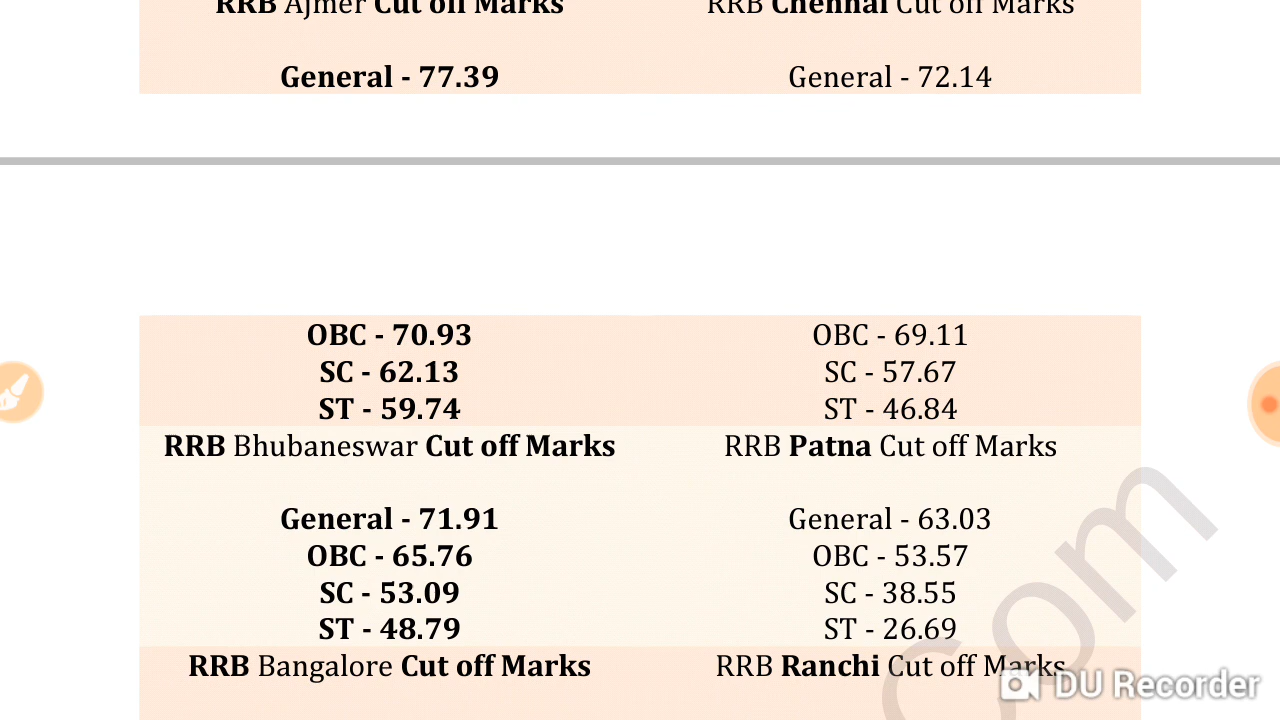 RRB Ajmer Cut off Marks
RRB Chennai Cut off Marks
General - 77.39
General - 72.14
OBC - 70.93
SC - 62.13
ST - 59.74
OBC - 69.11
SC - 57.67
ST - 46.84
RRB Bhubaneswar Cut off Marks
General - 71.91
OBC - 65.76
SC - 53.09
ST - 48.79
RRB Patna Cut off Marks
General - 63.03
OBC - 53.57
SC - 38.55
ST - 26.69
RRB Bangalore Cut off Marks
RRB Ranchi Cut off Marks
com
DU Recorder